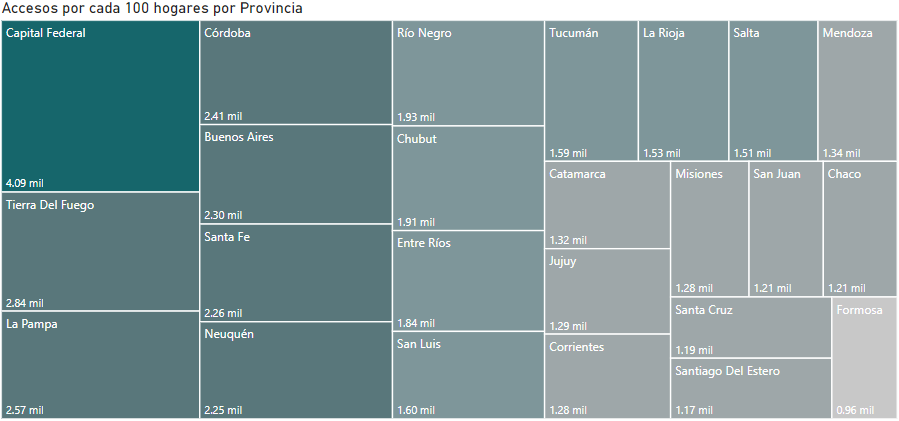 Accesos por cada 100 hogares por Provincia
Capital Federal
4.09 mil
Tierra Del Fuego
2.84 mil
La Pampa
2.57 mil
Córdoba
2.41 mil
Buenos Aires
2.30 mil
Santa Fe
2.26 mil
Neuquén
2.25 mil
Río Negro
1.93 mil
Chubut
1.91 mil
Entre Ríos
1.84 mil
San Luis
1.60 mil
Tucumán
1.59 mil
La Rioja
1.53 mil
Salta
1.51 mil
Mendoza
1.34 mil
Catamarca
1.32 mil
Jujuy
1.29 mil
Corrientes
1.28 mil
Misiones
1.28 mil
San Juan
1.21 mil
Chaco
1.21 mil
Santa Cruz
1.19 mil
Santiago Del Estero
1.17 mil
Formosa
0.96 mil